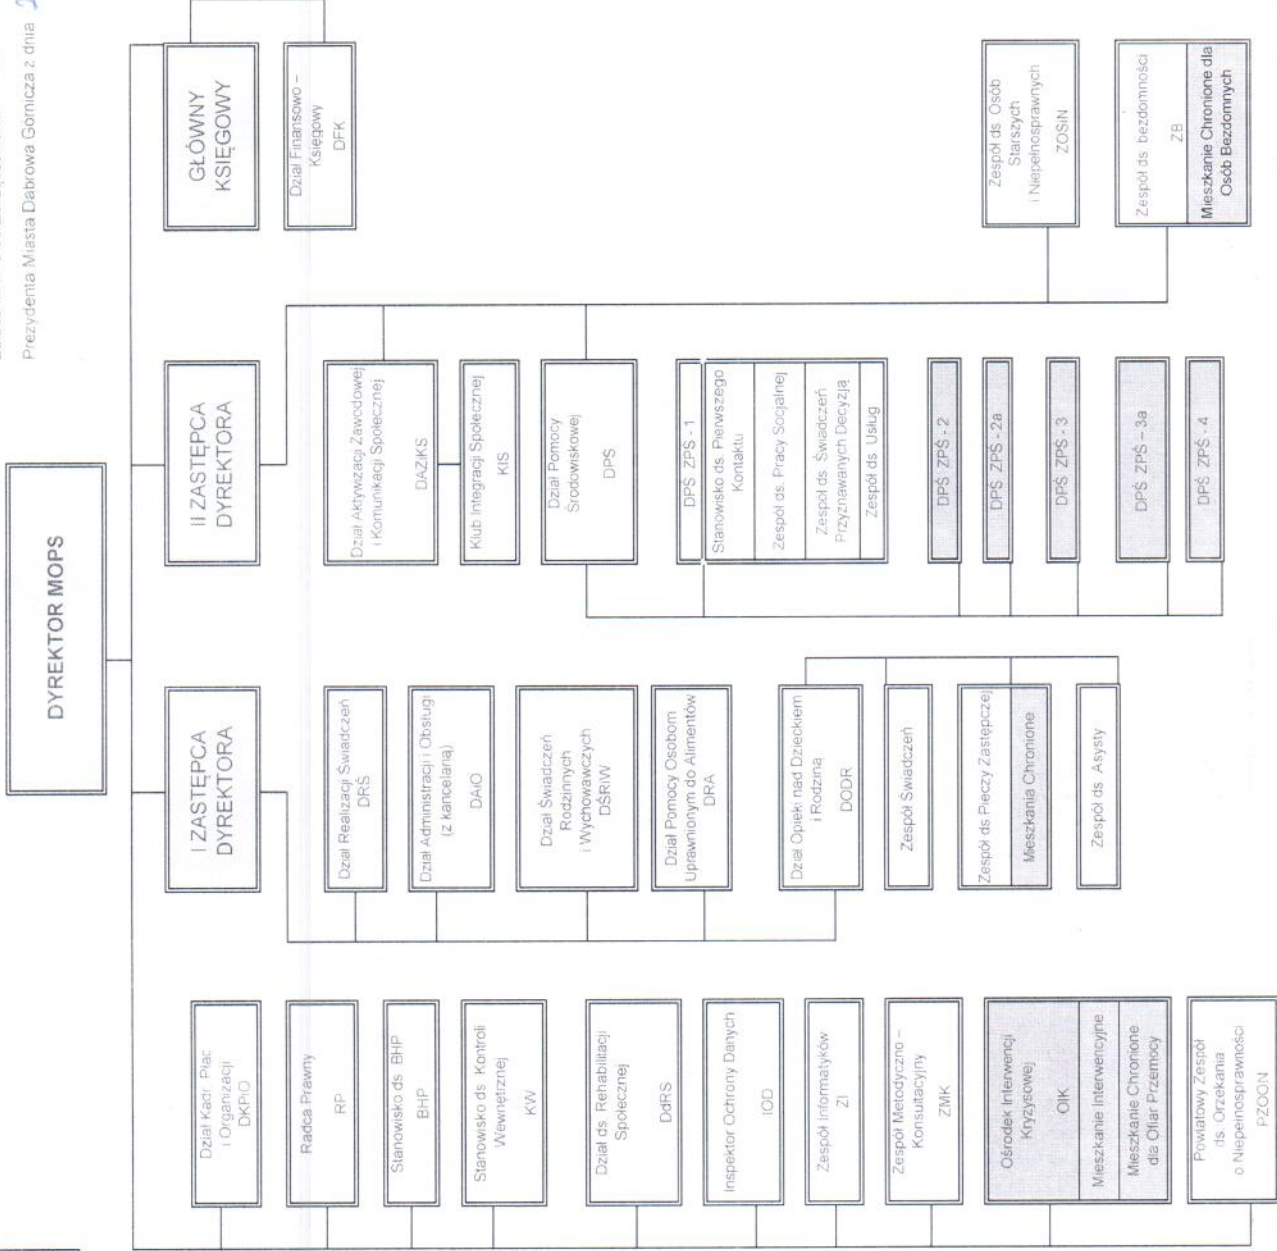 Prezydenta Miasta Dąbrowa Górnicza z dnia
DYREKTOR MOPS
I ZASTĘPCA
DYREKTORA
II ZASTĘPCA
DYREKTORA
GŁÓWNY
KSIĘGOWY
Dział Kadr, Płac
i Organizacji
DKPiO
Radca Prawny
RP
Stanowisko ds. BHP
BHP
Stanowisko ds. Kontroli
Wewnętrznej
KW
Dział ds. Rehabilitacji
Społecznej
DdRS
Inspektor Ochrony Danych
IOD
Zespół Informatyków
ZI
Zespół Metodyczno –
Konsultacyjny
ZMK
Ośrodek Interwencji
Kryzysowej
OIK
Mieszkanie Interwencyjne
Mieszkanie Chronione
dla Ofiar Przemocy
Powiatowy Zespół
ds. Orzekania
o Niepełnosprawności
PZOON
Dział Realizacji Świadczeń
DRŚ
Dział Administracji i Obsługi
(z kancelarią)
DAiO
Dział Świadczeń
Rodzinnych
i Wychowawczych
DŚRiW
Dział Pomocy Osobom
Uprawnionym do Alimentów
DRA
Dział Opieki nad Dzieckiem
i Rodziną
DODR
Zespół Świadczeń
Zespół ds Pieczy Zastępczej
Mieszkania Chronione
Zespół ds Asysty
Dział Aktywizacji Zawodowej
i Komunikacji Społecznej
DAZiKS
Klub Integracji Społecznej
KIS
Dział Pomocy
Środowiskowej
DPŚ
DPŚ ZPŚ - 1
Stanowisko ds. Pierwszego
Kontaktu
Zespół ds. Pracy Socjalnej
Zespół ds. Świadczeń
Przyznawanych Decyzją
Zespół ds. Usług
DPŚ ZPŚ - 2
DPŚ ZPŚ - 2a
DPŚ ZPŚ - 3
DPŚ ZPŚ – 3a
DPŚ ZPŚ - 4
Dział Finansowo –
Księgowy
DFK
Zespół ds. Osób
Starszych
i Niepełnosprawnych
ZOSiN
Zespół ds. bezdomności
ZB
Mieszkanie Chronione dla
Osób Bezdomnych